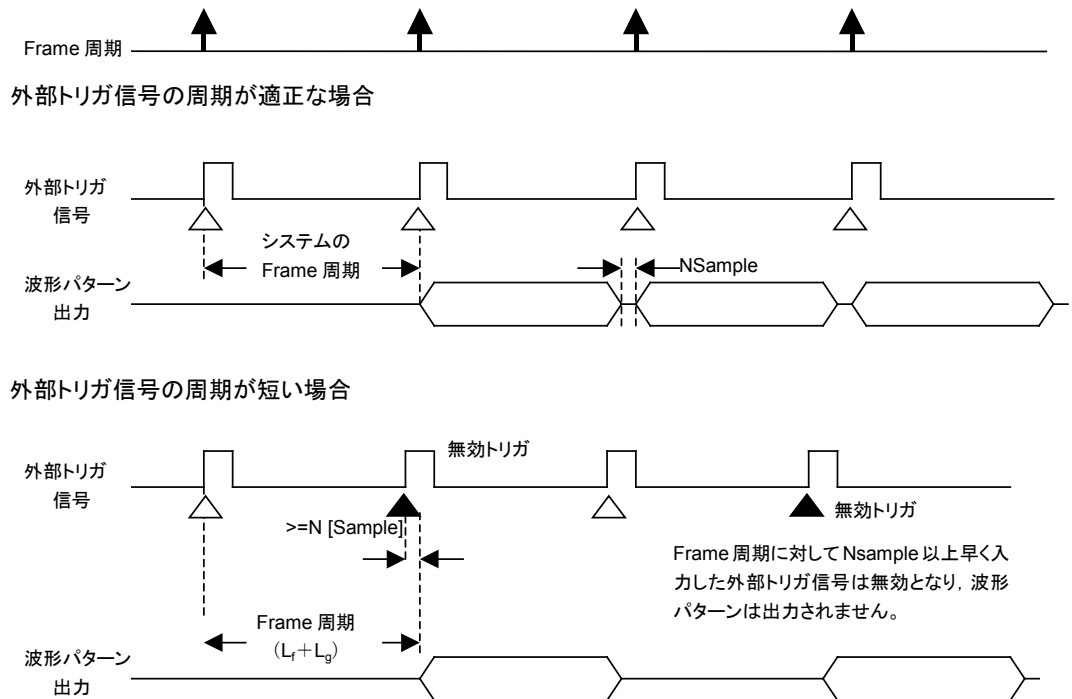 Frame 周期
外部トリガ信号の周期が適正な場合
外部トリガ
信号
システムの
Frame 周期
NSample
波形パターン
出力
外部トリガ信号の周期が短い場合
無効トリガ
外部トリガ
信号
>=N [Sample]
無効トリガ
Frame 周期に対して Nsample 以上早く入
力した外部トリガ信号は無効となり,波形
パターンは出力されません。
Frame 周期
(Lf+Lg)
波形パターン
出力